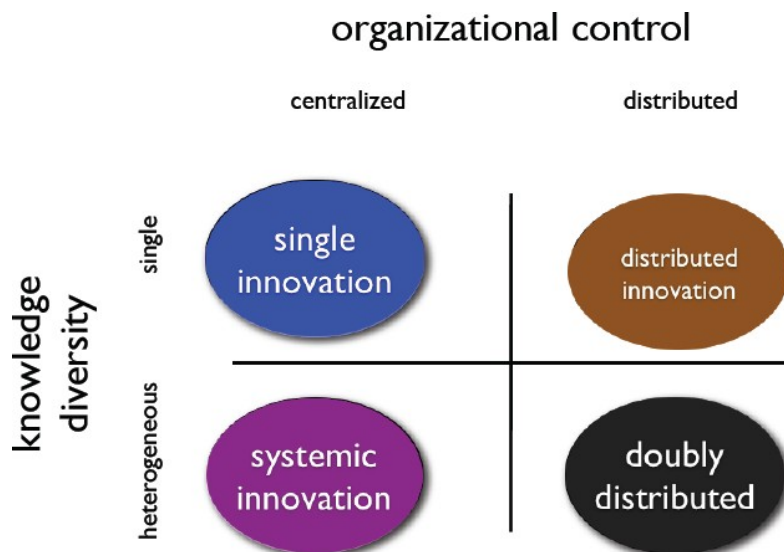 organizational control
centralized distributed
single
single
innovation
distributed
innovation
knowledge
diversity
heterogeneous
systemic
innovation
doubly
distributed